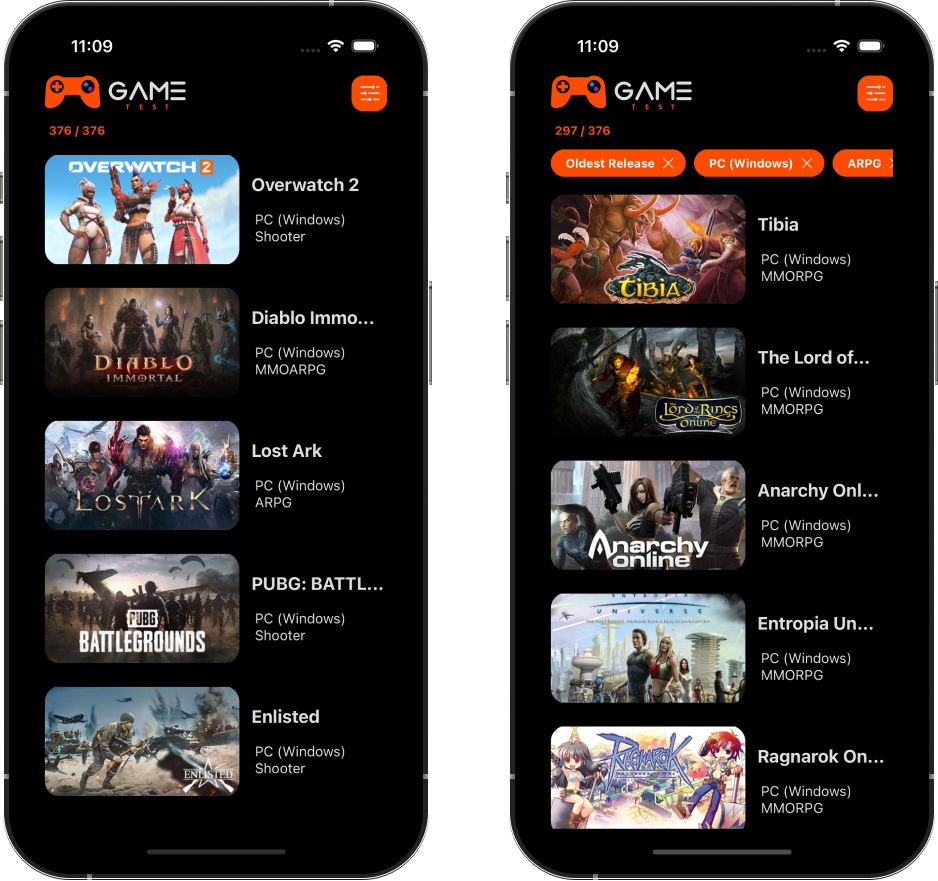 11:09
GAME
TEST
376 / 376
OVERWATCH 2
Overwatch 2
PC (Windows)
Shooter
DIABLO
IMMORTAL
Diablo Immo...
PC (Windows)
MMOARPG
LOST ARK
Lost Ark
PC (Windows)
ARPG
PUBG
BATTLEGROUNDS
PUBG: BATTL...
PC (Windows)
Shooter
ENLISTED
Enlisted
PC (Windows)
Shooter
11:09
GAME
TEST
297 / 376
Oldest Release
PC (Windows)
ARPG
TIBIA
Tibia
PC (Windows)
MMORPG
The Lord of the Rings
Online
The Lord of...
PC (Windows)
MMORPG
Anarchy
online
Anarchy Onl...
PC (Windows)
MMORPG
ENTROPIA
UNIVERSE
Entropia Un...
PC (Windows)
MMORPG
RAGNAROK
Ragnarok On...
PC (Windows)
MMORPG